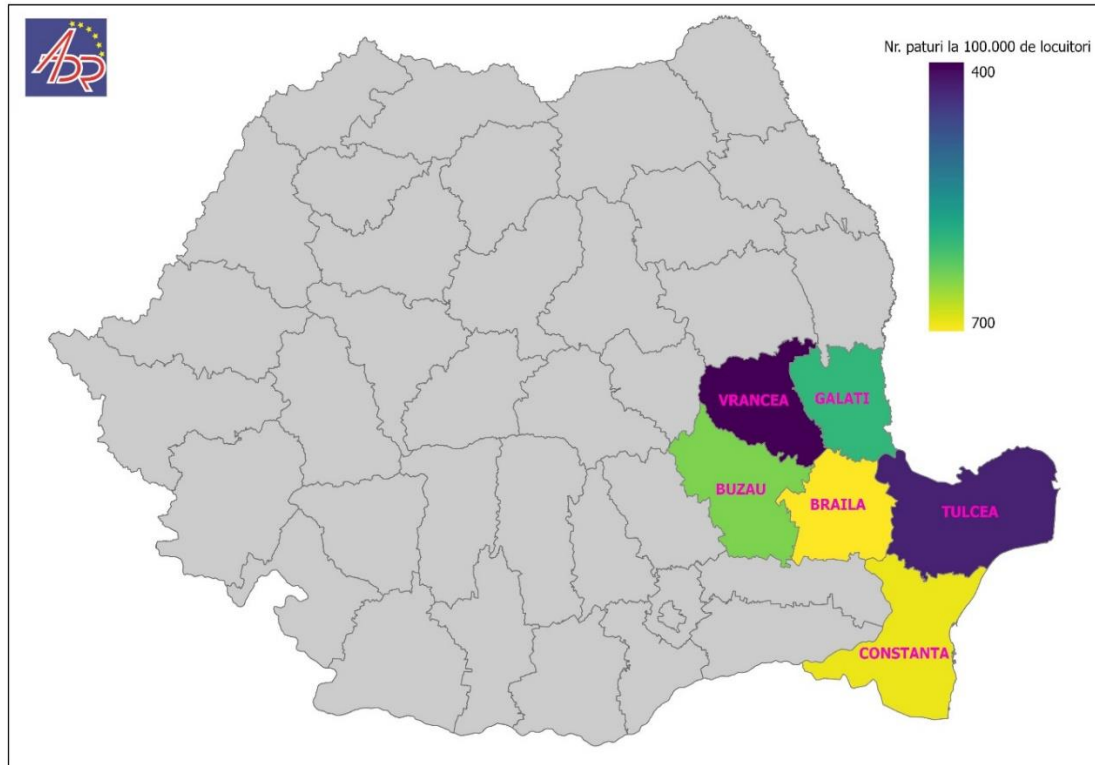 ADR
Nr. paturi la 100.000 de locuitori
400
700
VRANCEA
GALATI
BUZAU
BRAILA
TULCEA
CONSTANTA